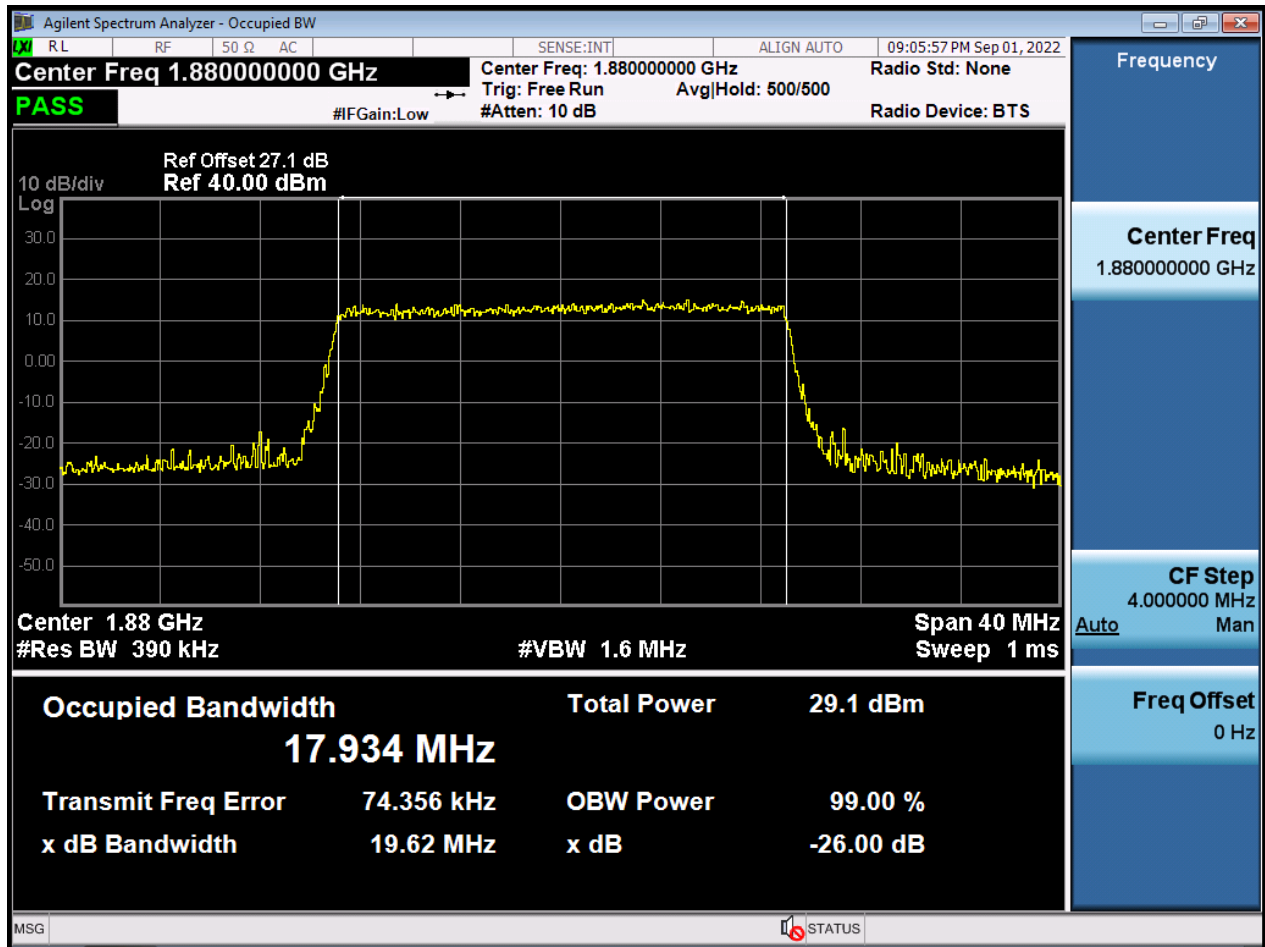 Agilent Spectrum Analyzer - Occupied BW
LXI RL RF 50 Ω AC SENSE:INT ALIGN AUTO 09:05:57 PM Sep 01, 2022
Center Freq 1.880000000 GHz
PASS
#IFGain:Low
Center Freq: 1.880000000 GHz
Trig: Free Run Avg|Hold: 500/500
#Atten: 10 dB
Radio Std: None
Radio Device: BTS
Ref Offset 27.1 dB
10 dB/div Ref 40.00 dBm
Log
30.0
20.0
10.0
0.00
-10.0
-20.0
-30.0
-40.0
-50.0
Center 1.88 GHz Span 40 MHz
#Res BW 390 kHz #VBW 1.6 MHz Sweep 1 ms
Occupied Bandwidth Total Power 29.1 dBm
17.934 MHz
Transmit Freq Error 74.356 kHz OBW Power 99.00 %
x dB Bandwidth 19.62 MHz x dB -26.00 dB
Frequency
Center Freq
1.880000000 GHz
CF Step
4.000000 MHz
Auto Man
Freq Offset
0 Hz
MSG STATUS